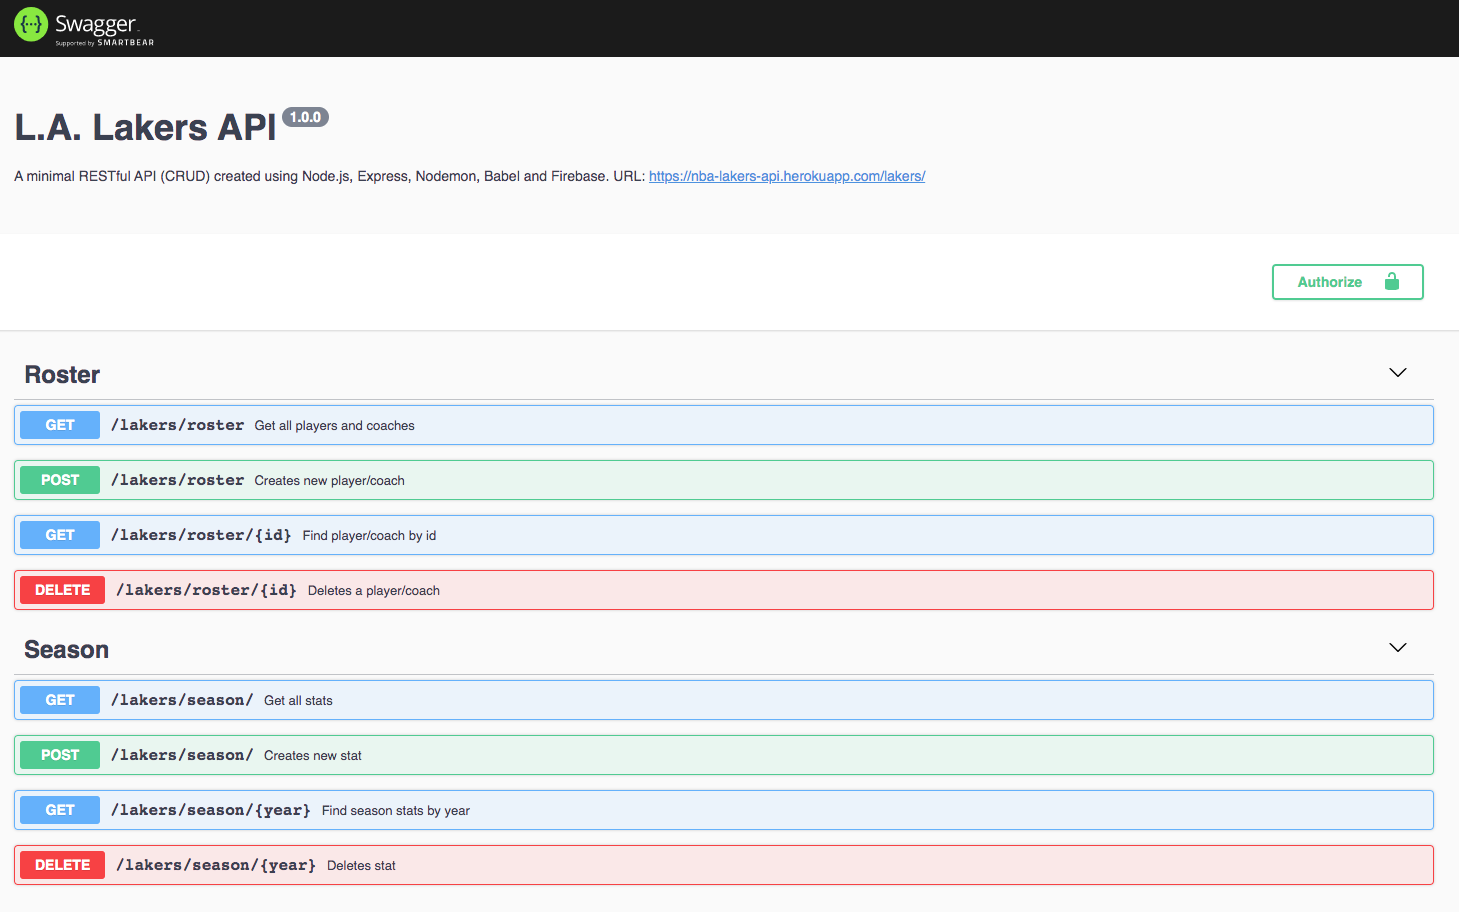 {···} Swagger
Supported by SMARTBEAR
L.A. Lakers API 1.0.0
A minimal RESTful API (CRUD) created using Node.js, Express, Nodemon, Babel and Firebase. URL: https://nba-lakers-api.herokuapp.com/lakers/
Authorize
Roster
GET /lakers/roster Get all players and coaches
POST /lakers/roster Creates new player/coach
GET /lakers/roster/{id} Find player/coach by id
DELETE /lakers/roster/{id} Deletes a player/coach
Season
GET /lakers/season/ Get all stats
POST /lakers/season/ Creates new stat
GET /lakers/season/{year} Find season stats by year
DELETE /lakers/season/{year} Deletes stat